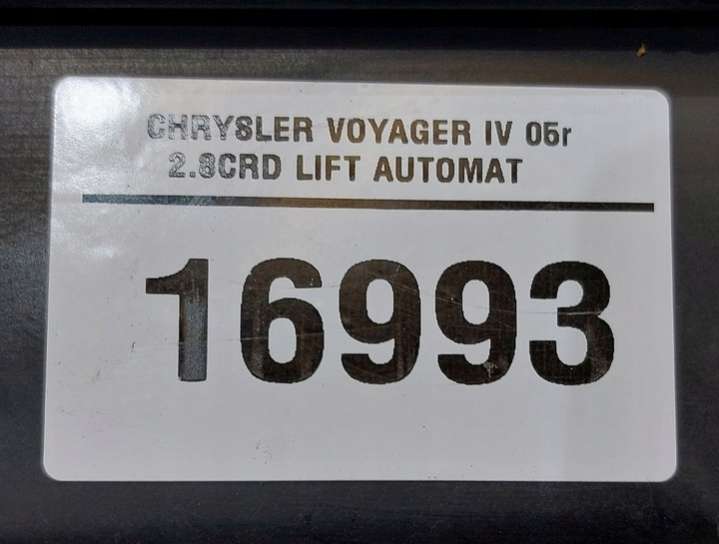 CHRYSLER VOYAGER IV 05r
2.8CRD LIFT AUTOMAT
16993